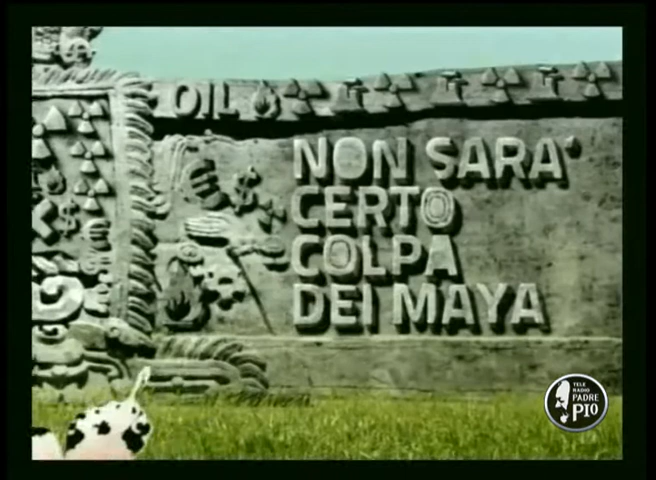 OIL
NON SARA'
CERTO
COLPA
DEI MAYA
TELE
RADIO
PADRE
PIO